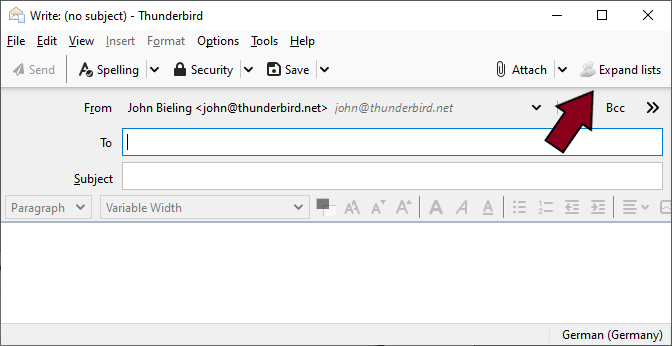 Write: (no subject) - Thunderbird
File Edit View Insert Format Options Tools Help
Send Spelling Security Save Attach Expand lists
From John Bieling <john@thunderbird.net> john@thunderbird.net Bcc
To
Subject
Paragraph Variable Width
German (Germany)